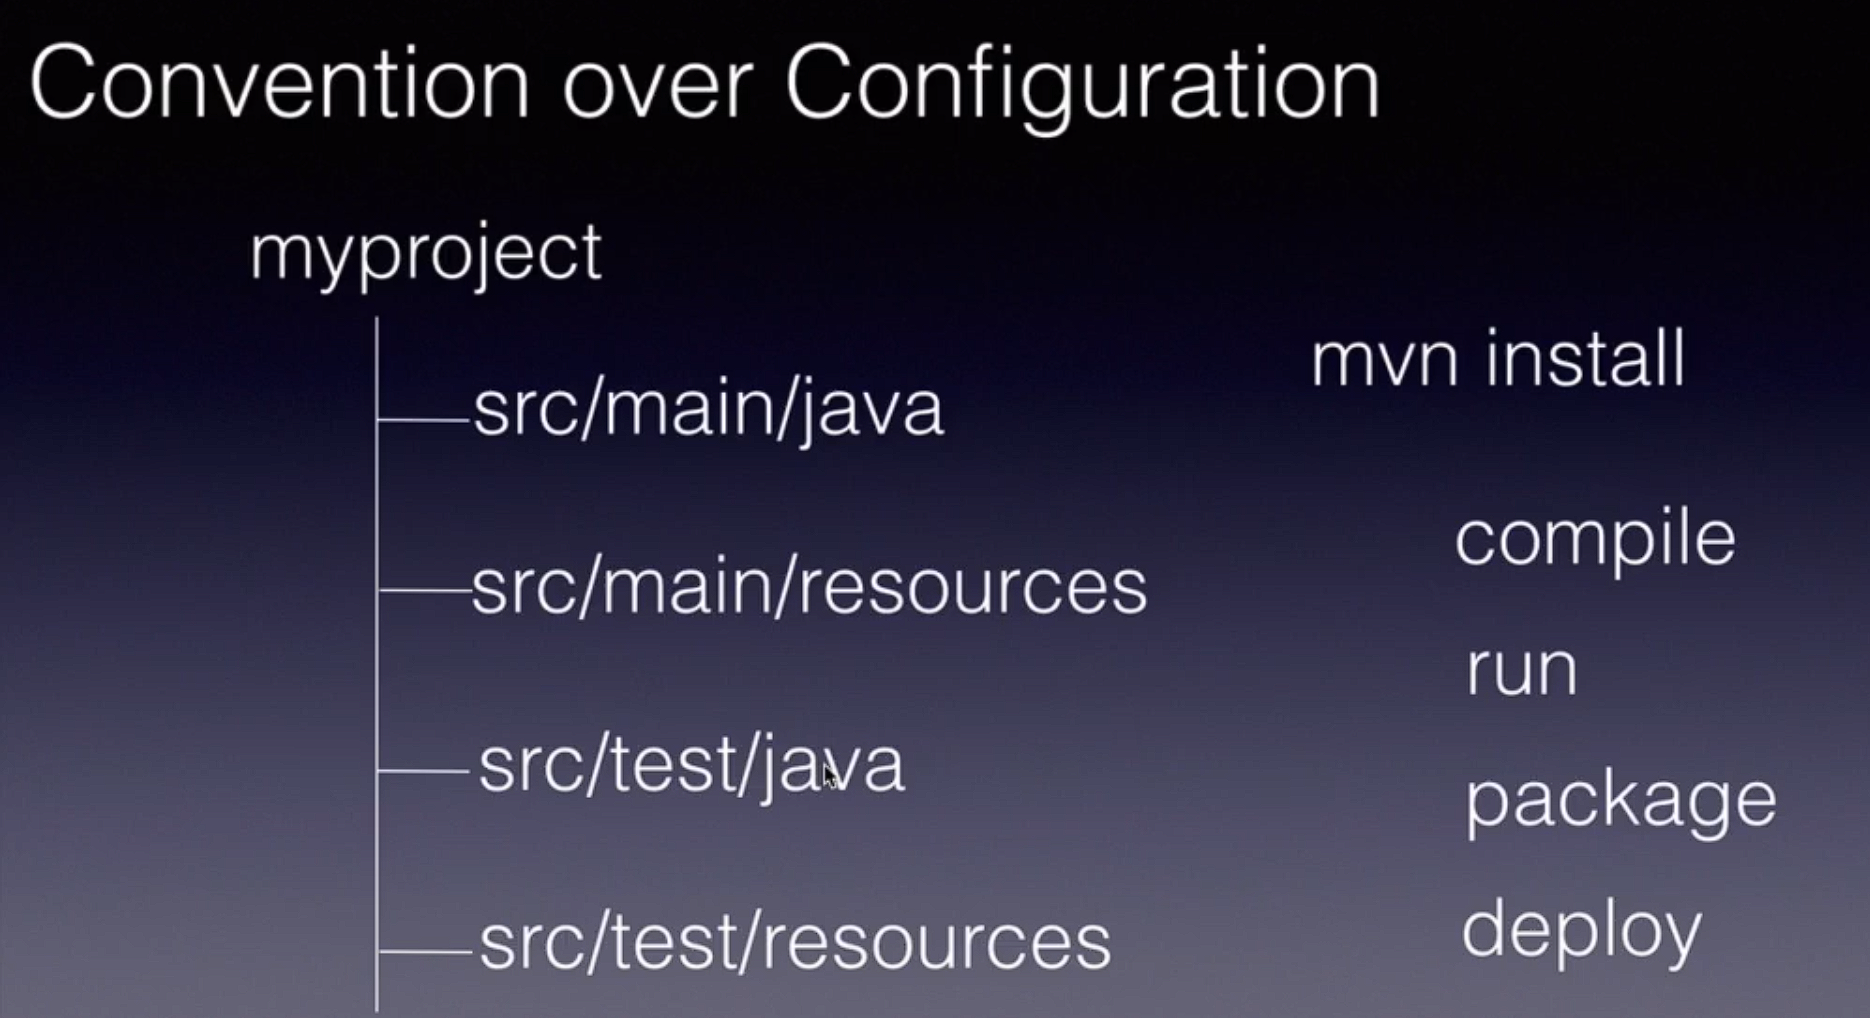 Convention over Configuration
myproject
src/main/java
src/main/resources
src/test/java
src/test/resources
mvn install
compile
run
package
deploy